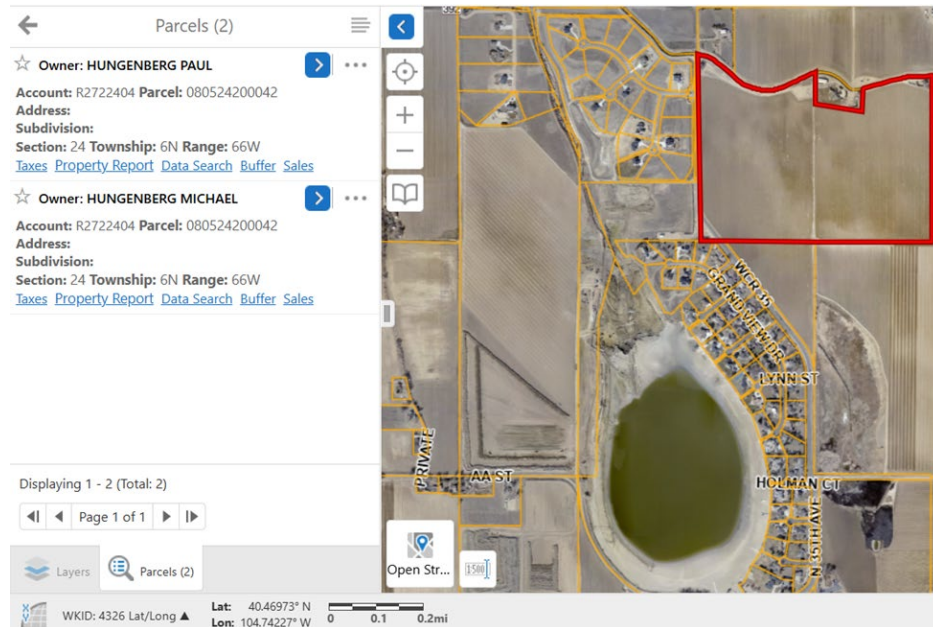 Parcels (2)
Owner: HUNGENBERG PAUL
Account: R2722404 Parcel: 080524200042
Address:
Subdivision:
Section: 24 Township: 6N Range: 66W
Taxes Property Report Data Search Buffer Sales
Owner: HUNGENBERG MICHAEL
Account: R2722404 Parcel: 080524200042
Address:
Subdivision:
Section: 24 Township: 6N Range: 66W
Taxes Property Report Data Search Buffer Sales
Displaying 1 - 2 (Total: 2)
Page 1 of 1
Layers
Parcels (2)
WKID: 4326 Lat/Long ▲
Lat: 40.46973° N
Lon: 104.74227° W
0 0.1 0.2mi
Open Str...
WCR 35
GRAND VIEW DR
LYNN ST
HOLMAN CT
N 35TH AVE
AA ST
PRIVATE